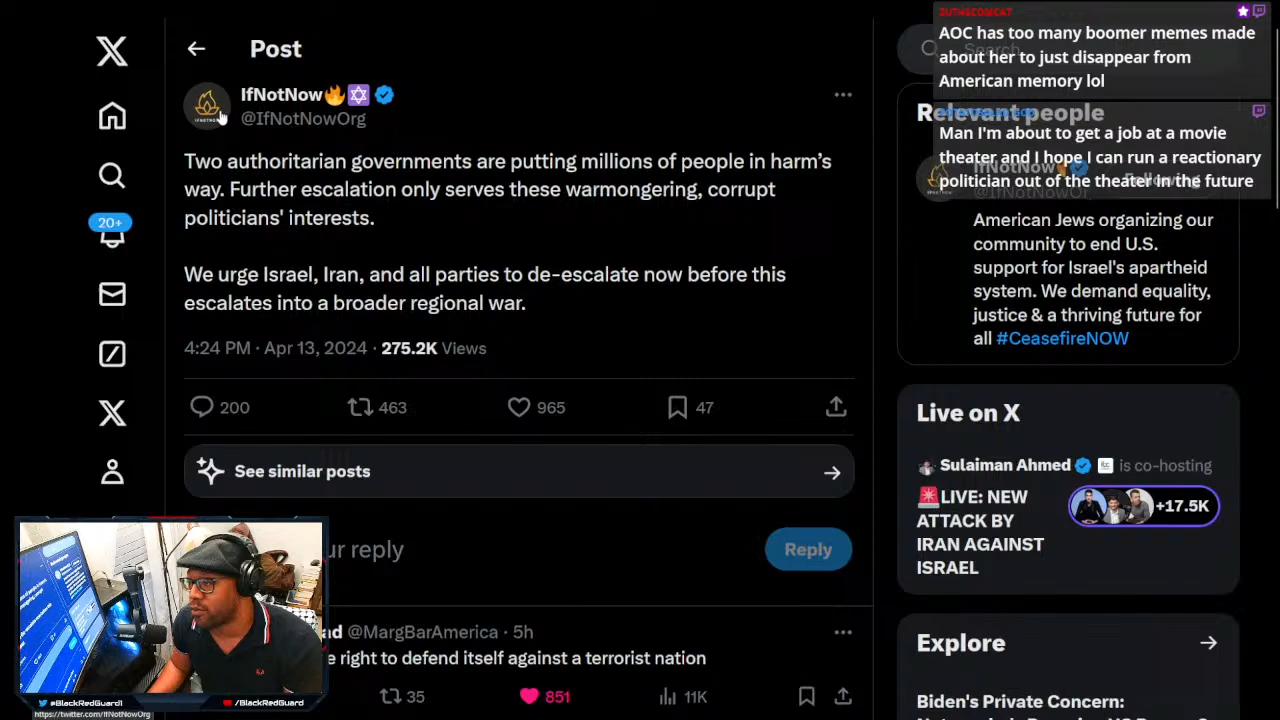 Post
IfNotNow🔥✡
@IfNotNowOrg
Two authoritarian governments are putting millions of people in harm's
way. Further escalation only serves these warmongering, corrupt
politicians' interests.
We urge Israel, Iran, and all parties to de-escalate now before this
escalates into a broader regional war.
4:24 PM · Apr 13, 2024 · 275.2K Views
200 463 965 47
See similar posts
ur reply
Reply
ad @MargBarAmerica · 5h
e right to defend itself against a terrorist nation
35 851 11K
20+
AOC has too many boomer memes made
about her to just disappear from
American memory lol
Man I'm about to get a job at a movie
theater and I hope I can run a reactionary
politician out of the theater in the future
Search
Relevant people
IfNotNow
@IfNotNowOr
Following
American Jews organizing our
community to end U.S.
support for Israel's apartheid
system. We demand equality,
justice & a thriving future for
all #CeasefireNOW
Live on X
Sulaiman Ahmed is co-hosting
🚨LIVE: NEW
ATTACK BY
IRAN AGAINST
ISRAEL
+17.5K
Explore
Biden's Private Concern:
@BlackRedGuard1
/BlackRedGuard
https://twitter.com/IfNotNowOrg